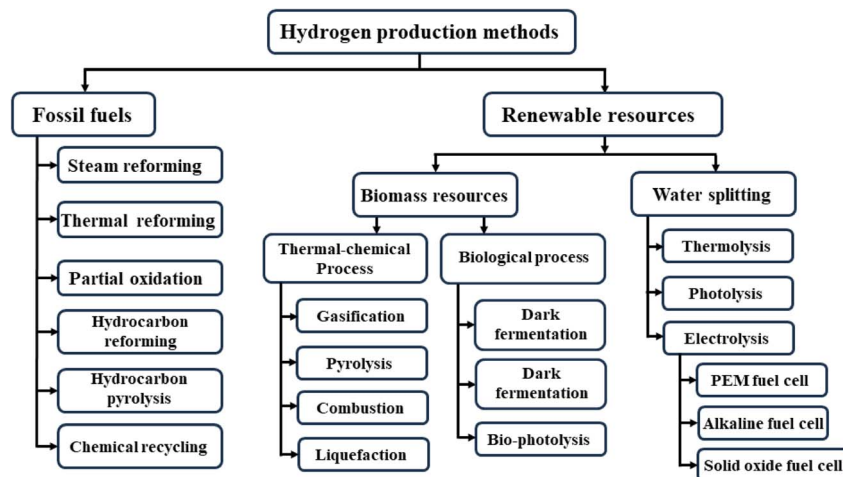 Hydrogen production methods
Fossil fuels
Steam reforming
Thermal reforming
Partial oxidation
Hydrocarbon
reforming
Hydrocarbon
pyrolysis
Chemical recycling
Renewable resources
Biomass resources
Thermal-chemical
Process
Gasification
Pyrolysis
Combustion
Liquefaction
Biological process
Dark
fermentation
Dark
fermentation
Bio-photolysis
Water splitting
Thermolysis
Photolysis
Electrolysis
PEM fuel cell
Alkaline fuel cell
Solid oxide fuel cell